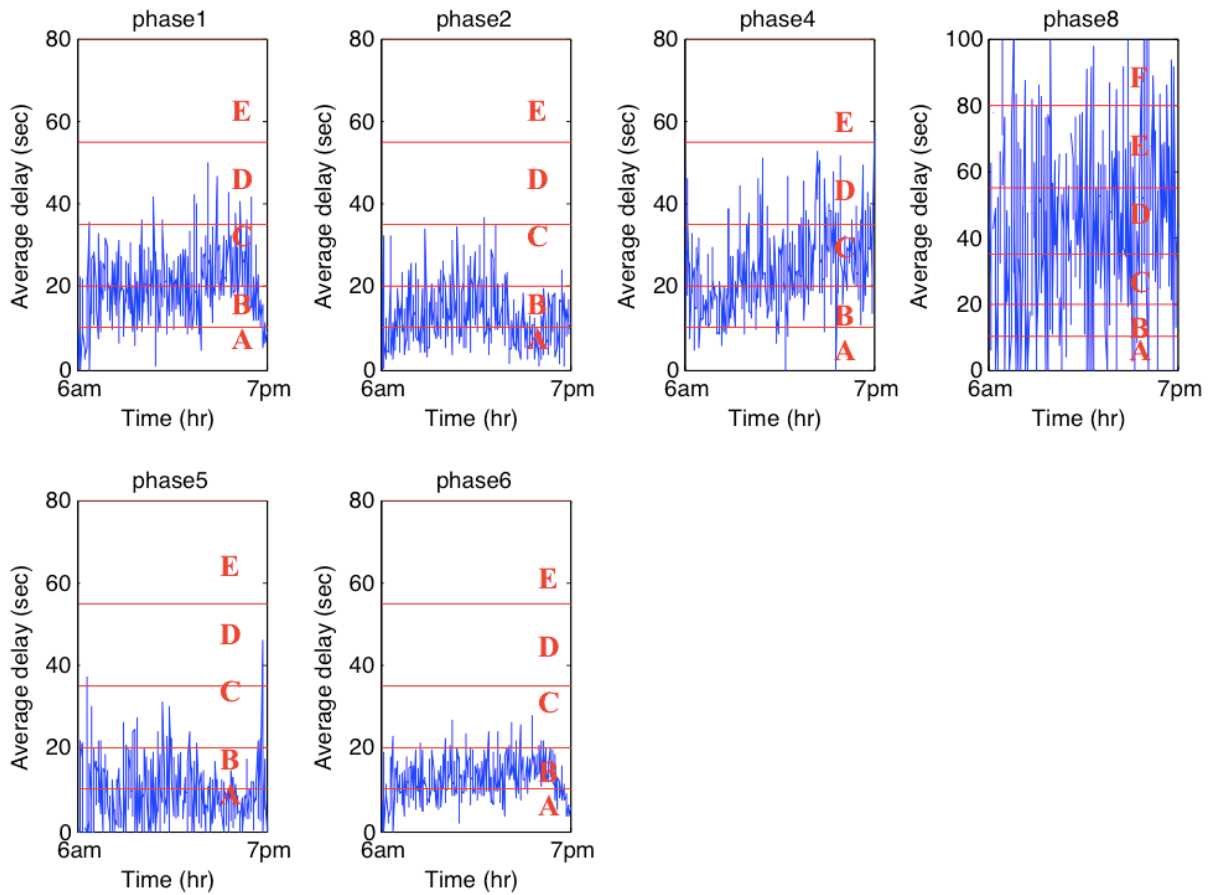 phase1
80
60
40
20
0
Average delay (sec)
E
D
C
B
A
6am
7pm
Time (hr)
phase2
80
60
40
20
0
Average delay (sec)
E
D
C
B
A
6am
7pm
Time (hr)
phase4
80
60
40
20
0
Average delay (sec)
E
D
C
B
A
6am
7pm
Time (hr)
phase8
100
80
60
40
20
0
Average delay (sec)
F
E
D
C
B
A
6am
7pm
Time (hr)
phase5
80
60
40
20
0
Average delay (sec)
E
D
C
B
A
6am
7pm
Time (hr)
phase6
80
60
40
20
0
Average delay (sec)
E
D
C
B
A
6am
7pm
Time (hr)